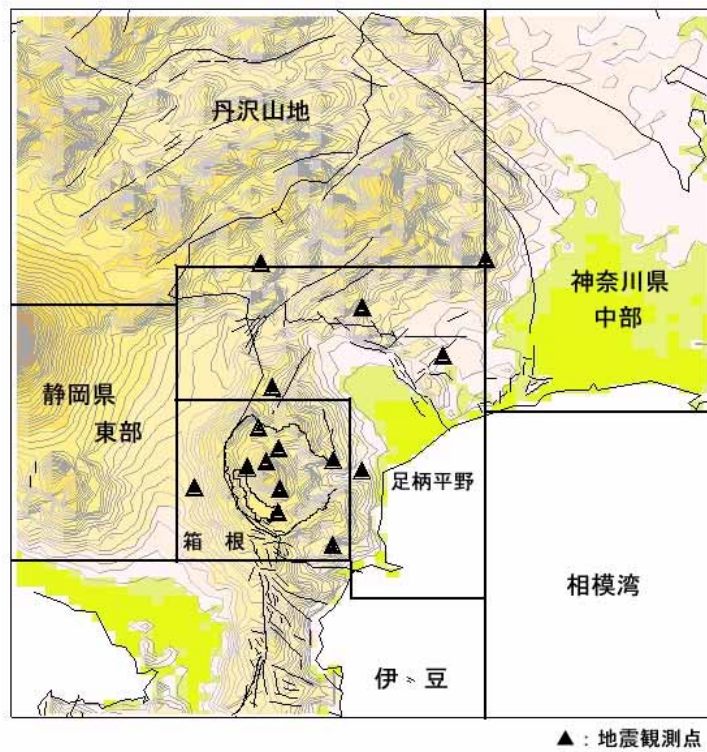 丹沢山地
神奈川県
中部
静岡県
東部
足柄平野
箱 根
相模湾
伊 豆
▲:地震観測点